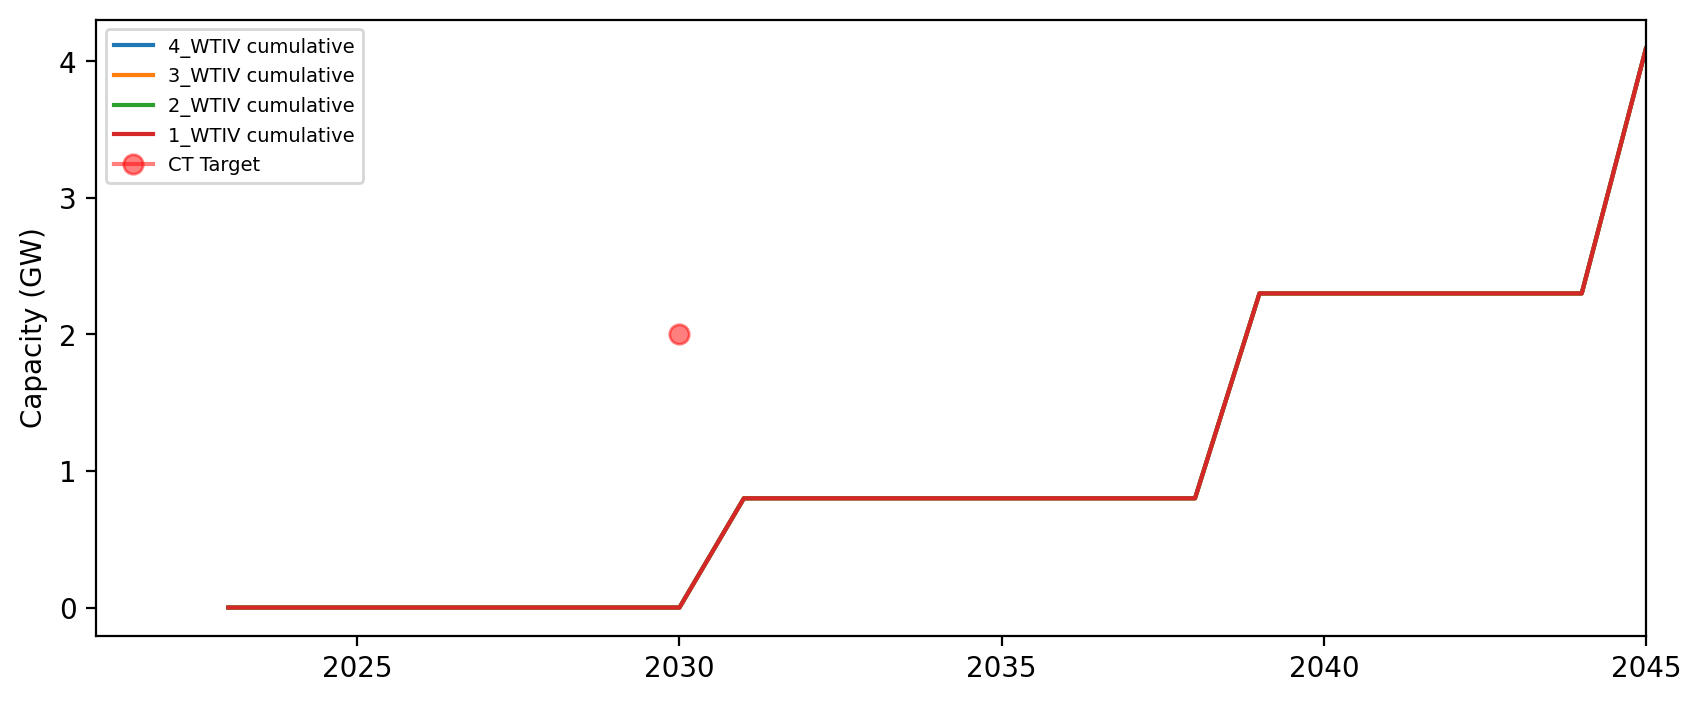 4_WTIV cumulative
3_WTIV cumulative
2_WTIV cumulative
1_WTIV cumulative
CT Target
Capacity (GW)
4
3
2
1
0
2025 2030 2035 2040 2045